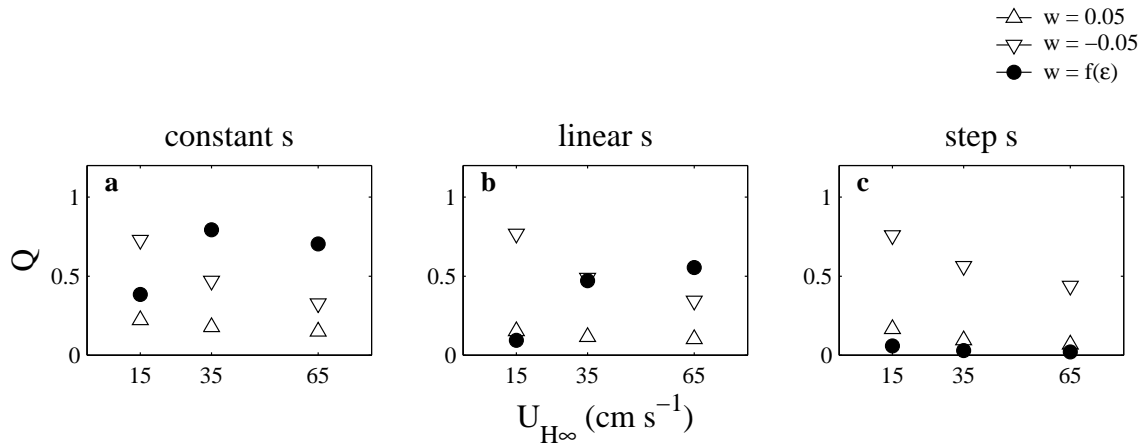 w = 0.05
w = −0.05
w = f(ε)
constant s
linear s
step s
a
b
c
1
0.5
0
1
0.5
0
1
0.5
0
Q
15 35 65
15 35 65
15 35 65
U_H∞ (cm s⁻¹)